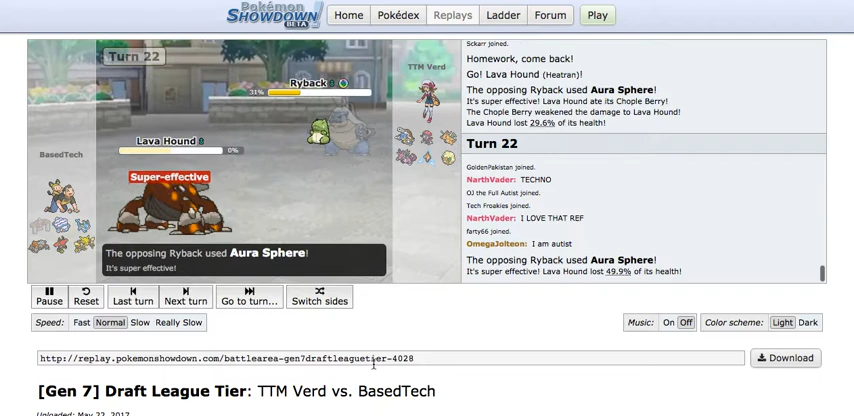 Pokémon
SHOWDOWN!
BETA
Home
Pokédex
Replays
Ladder
Forum
Play
Turn 22
Ryback
31%
Lava Hound
0%
Super-effective
The opposing Ryback used Aura Sphere!
It's super effective!
BasedTech
TTM Verd
Sckarr joined.
Homework, come back!
Go! Lava Hound (Heatran)!
The opposing Ryback used Aura Sphere!
It's super effective! Lava Hound ate its Chople Berry!
The Chople Berry weakened the damage to Lava Hound!
Lava Hound lost 29.6% of its health!
Turn 22
GoldenPakistan joined.
NarthVader: TECHNO
OJ the Full Autist joined.
Tech Froakies joined.
NarthVader: I LOVE THAT REF
farty66 joined.
OmegaJolteon: I am autist
The opposing Ryback used Aura Sphere!
It's super effective! Lava Hound lost 49.9% of its health!
Pause
Reset
Last turn
Next turn
Go to turn...
Switch sides
Speed: Fast Normal Slow Really Slow
Music: On Off
Color scheme: Light Dark
http://replay.pokemonshowdown.com/battlearea-gen7draftleaguetier-4028
Download
[Gen 7] Draft League Tier: TTM Verd vs. BasedTech
Uploaded: May 22, 2017